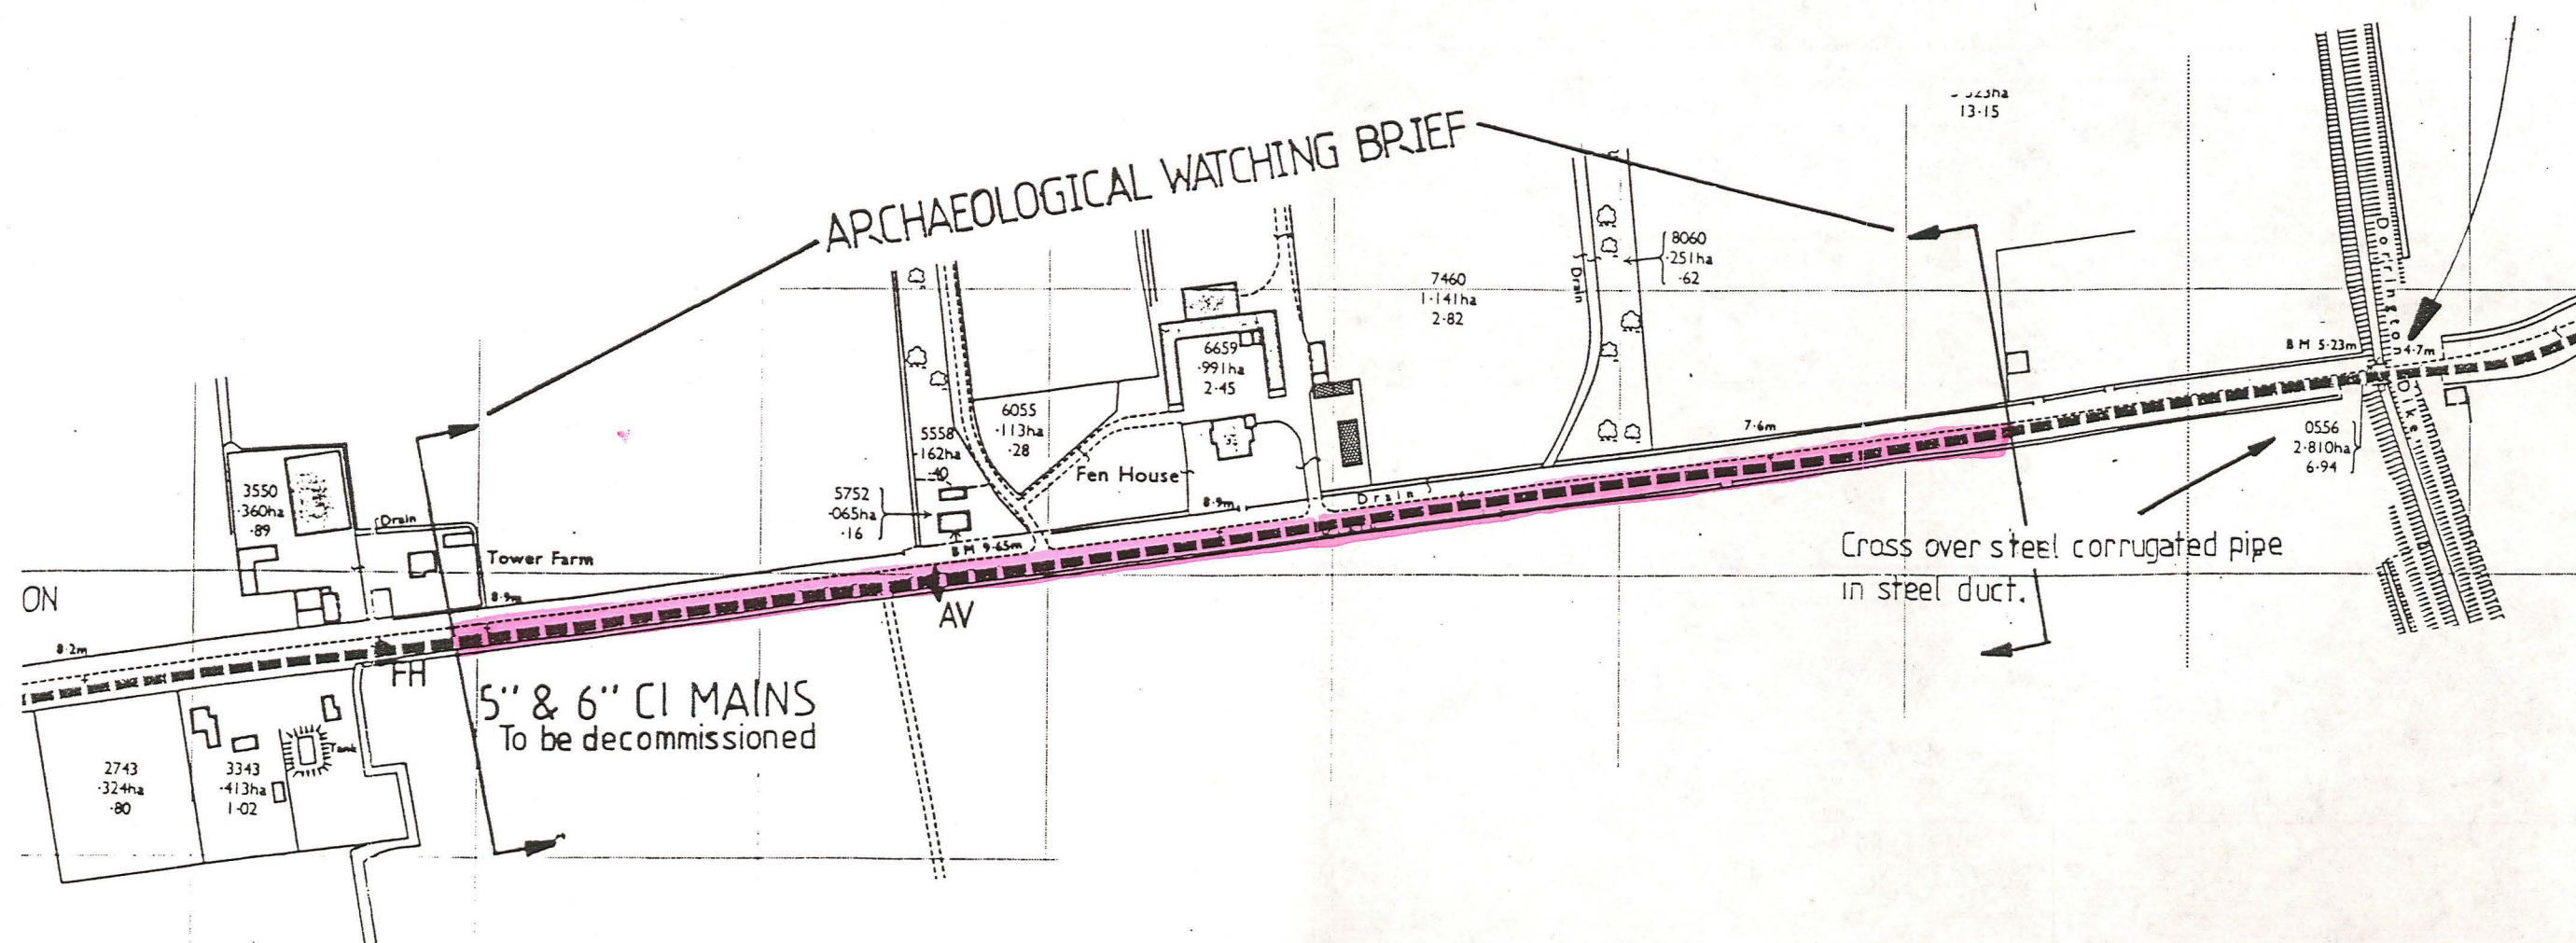 ARCHAEOLOGICAL WATCHING BRIEF
13·15
8060
·251ha
·62
7460
1·141ha
2·82
Drain
Dorrington Dike
6659
·991ha
2·45
6055
·113ha
·28
5558
·162ha
·40
Fen House
5752
·065ha
·16
B M 9·65m
8·9m
Drain
7·6m
B M 5·23m
4·7m
0556
2·810ha
6·94
Cross over steel corrugated pipe
in steel duct.
3550
·360ha
·89
Drain
Tower Farm
8·9m
ON
8·2m
FH
AV
5" & 6" CI MAINS
To be decommissioned
Tank
2743
·324ha
·80
3343
·413ha
1·02